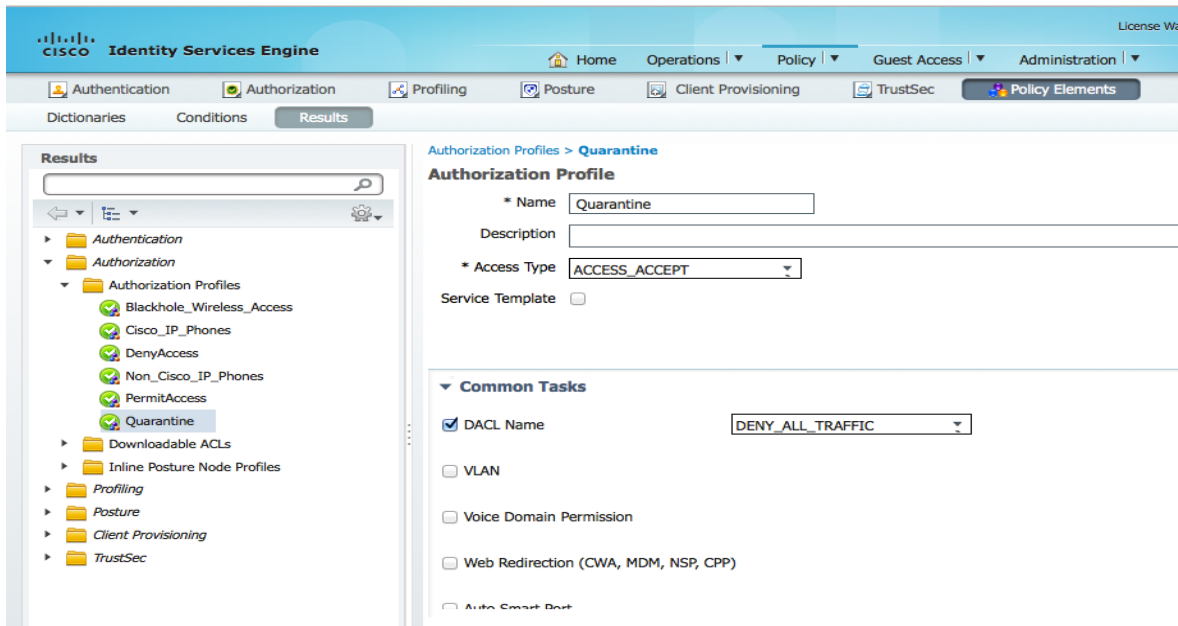 License Wa
CISCO Identity Services Engine
Home Operations Policy Guest Access Administration
Authentication Authorization Profiling Posture Client Provisioning TrustSec Policy Elements
Dictionaries Conditions Results
Results
Authentication
Authorization
Authorization Profiles
Blackhole_Wireless_Access
Cisco_IP_Phones
DenyAccess
Non_Cisco_IP_Phones
PermitAccess
Quarantine
Downloadable ACLs
Inline Posture Node Profiles
Profiling
Posture
Client Provisioning
TrustSec
Authorization Profiles > Quarantine
Authorization Profile
* Name Quarantine
Description
* Access Type ACCESS_ACCEPT
Service Template
Common Tasks
DACL Name DENY_ALL_TRAFFIC
VLAN
Voice Domain Permission
Web Redirection (CWA, MDM, NSP, CPP)
Auto Smart Port